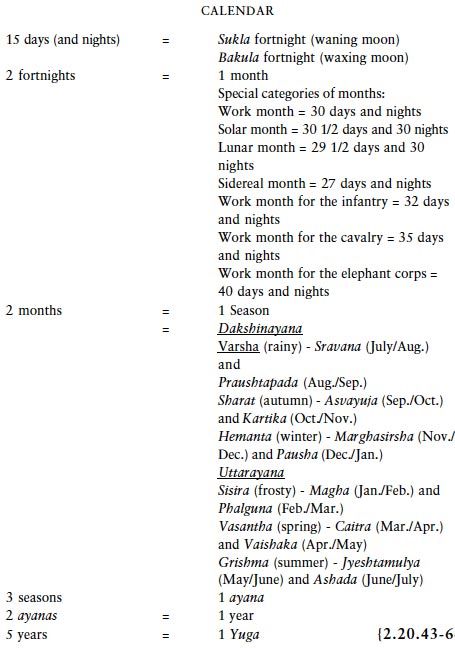 CALENDAR
15 days (and nights) = Sukla fortnight (waning moon)
Bakula fortnight (waxing moon)
2 fortnights = 1 month
Special categories of months:
Work month = 30 days and nights
Solar month = 30 1/2 days and 30 nights
Lunar month = 29 1/2 days and 30
nights
Sidereal month = 27 days and nights
Work month for the infantry = 32 days
and nights
Work month for the cavalry = 35 days
and nights
Work month for the elephant corps =
40 days and nights
2 months = 1 Season
= Dakshinayana
Varsha (rainy) - Sravana (July/Aug.)
and
Praushtapada (Aug./Sep.)
Sharat (autumn) - Asvayuja (Sep./Oct.)
and Kartika (Oct./Nov.)
Hemanta (winter) - Marghasirsha (Nov./
Dec.) and Pausha (Dec./Jan.)
Uttarayana
Sisira (frosty) - Magha (Jan./Feb.) and
Phalguna (Feb./Mar.)
Vasantha (spring) - Caitra (Mar./Apr.)
and Vaishaka (Apr./May)
Grishma (summer) - Jyeshtamulya
(May/June) and Ashada (June/July)
3 seasons 1 ayana
2 ayanas = 1 year
5 years = 1 Yuga {2.20.43-6